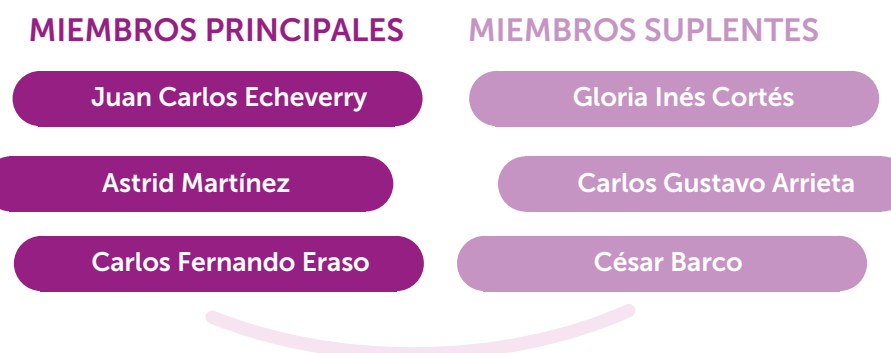 MIEMBROS PRINCIPALES
MIEMBROS SUPLENTES
Juan Carlos Echeverry
Gloria Inés Cortés
Astrid Martínez
Carlos Gustavo Arrieta
Carlos Fernando Eraso
César Barco